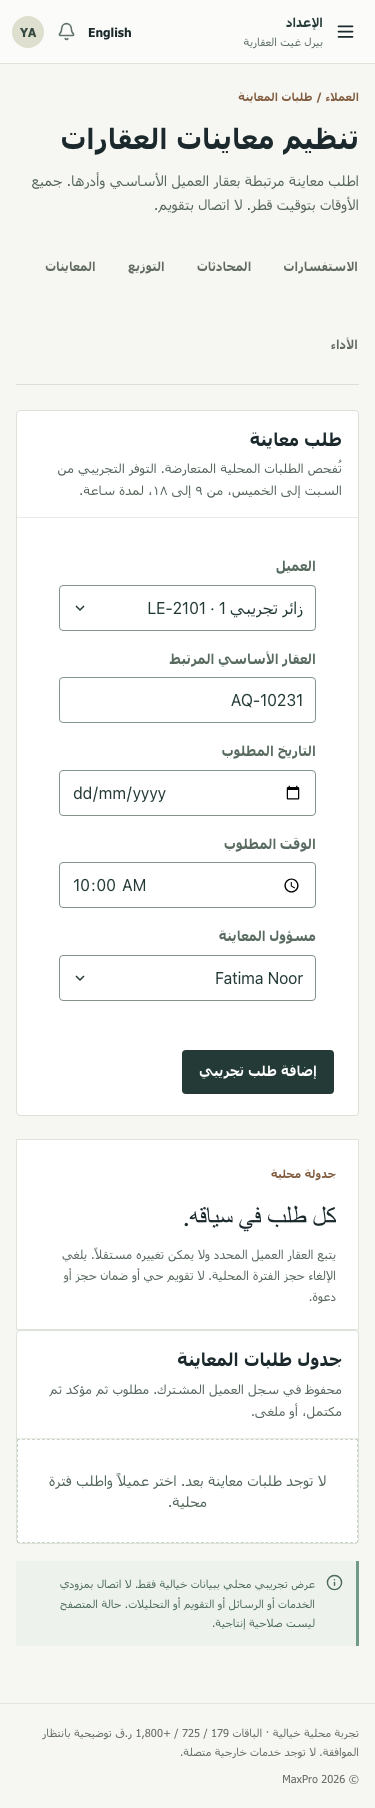 الإعداد
بيرل غيت العقارية
English
YA
العملاء / طلبات المعاينة
تنظيم معاينات العقارات
اطلب معاينة مرتبطة بعقار العميل الأساسي وأدرها. جميع
الأوقات بتوقيت قطر. لا اتصال بتقويم.
الاستفسارات المحادثات التوزيع المعاينات
الأداء
طلب معاينة
تُفحص الطلبات المحلية المتعارضة. التوفر التجريبي من
السبت إلى الخميس، من ٩ إلى ١٨، لمدة ساعة.
العميل
زائر تجريبي 1 · LE-2101
العقار الأساسي المرتبط
AQ-10231
التاريخ المطلوب
dd/mm/yyyy
الوقت المطلوب
10:00 AM
مسؤول المعاينة
Fatima Noor
إضافة طلب تجريبي
جدولة محلية
كل طلب في سياقه.
يتبع العقار العميل المحدد ولا يمكن تغييره مستقلاً. يلغي
الإلغاء حجز الفترة المحلية. لا تقويم حي أو ضمان حجز أو
دعوة.
جدول طلبات المعاينة
محفوظ في سجل العميل المشترك. مطلوب ثم مؤكد ثم
مكتمل، أو ملغى.
لا توجد طلبات معاينة بعد. اختر عميلاً واطلب فترة
محلية.
عرض تجريبي محلي ببيانات خيالية فقط. لا اتصال بمزودي
الخدمات أو الرسائل أو التقويم أو التحليلات. حالة المتصفح
ليست صلاحية إنتاجية.
تجربة محلية خيالية · الباقات 179 / 725 / +1,800 ر.ق توضيحية بانتظار
الموافقة. لا توجد خدمات خارجية متصلة.
© 2026 MaxPro